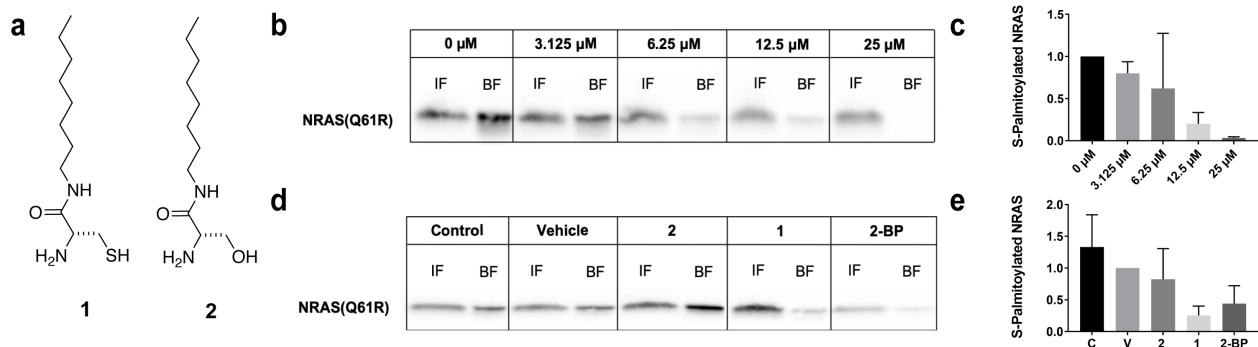 a
NH
O
H₂N
SH
1
NH
O
H₂N
OH
2
b
0 µM 3.125 µM 6.25 µM 12.5 µM 25 µM
IF BF IF BF IF BF IF BF IF BF
NRAS(Q61R)
c
S-Palmitoylated NRAS
1.5
1.0
0.5
0.0
0 µM 3.125 µM 6.25 µM 12.5 µM 25 µM
d
Control Vehicle 2 1 2-BP
IF BF IF BF IF BF IF BF IF BF
NRAS(Q61R)
e
S-Palmitoylated NRAS
2.0
1.5
1.0
0.5
0.0
C V 2 1 2-BP